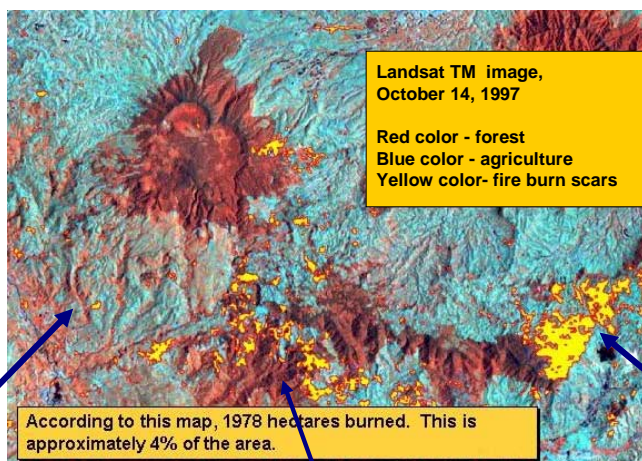 Landsat TM image,
October 14, 1997
Red color - forest
Blue color - agriculture
Yellow color- fire burn scars
According to this map, 1978 hectares burned. This is
approximately 4% of the area.